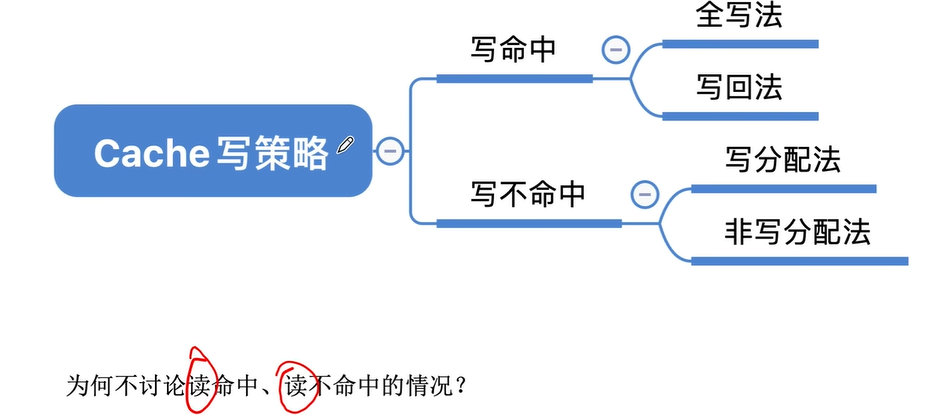 全写法
写命中
写回法
Cache写策略
写分配法
写不命中
非写分配法
为何不讨论读命中、读不命中的情况？